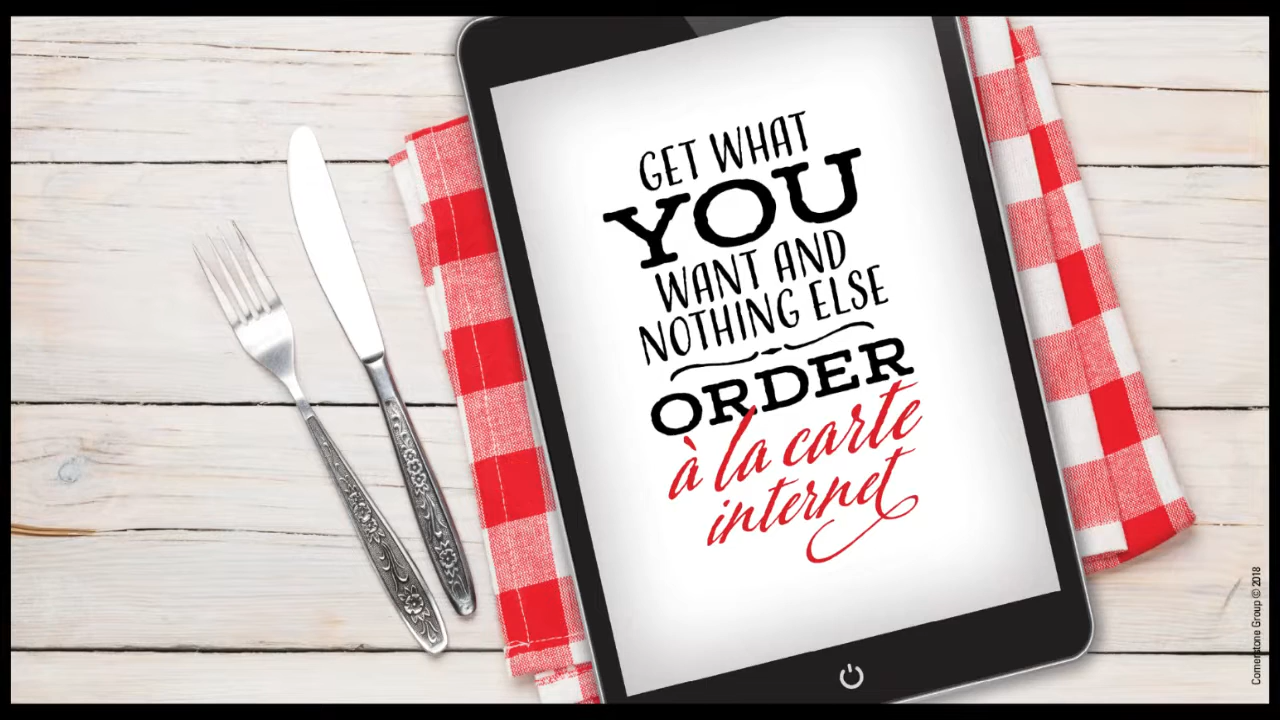 GET WHAT
YOU
WANT AND
NOTHING ELSE
ORDER
à la carte
internet
Cornerstone Group © 2018